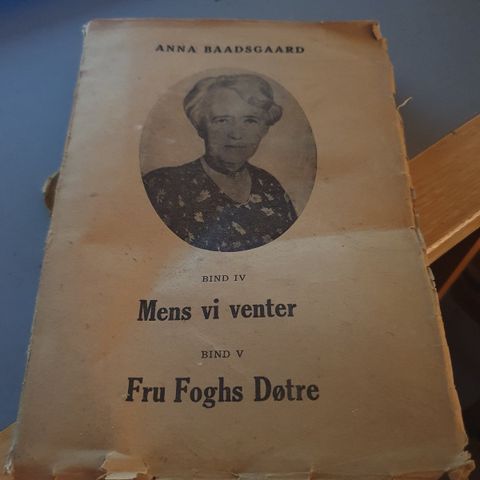 ANNA BAADSGAARD
BIND IV
Mens vi venter
BIND V
Fru Foghs Døtre